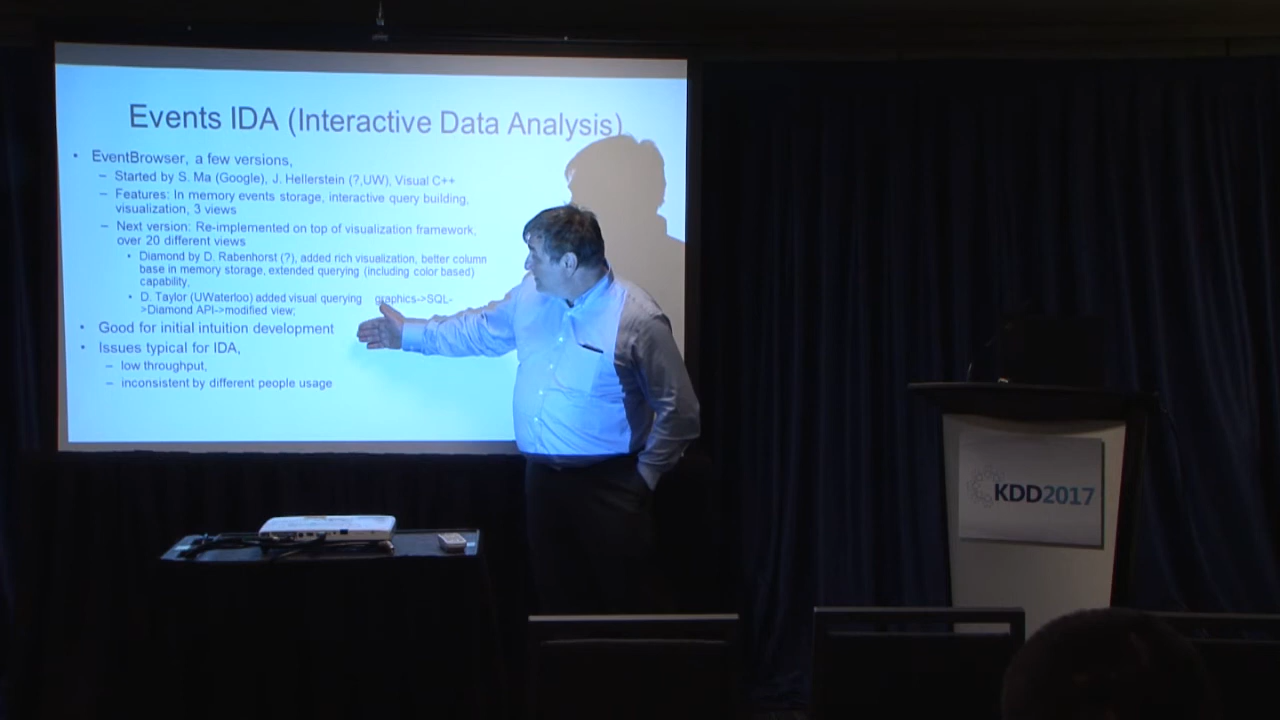 Events IDA (Interactive Data Analysis)
• EventBrowser, a few versions,
– Started by S. Ma (Google), J. Hellerstein (?,UW), Visual C++
– Features: In memory events storage, interactive query building,
visualization, 3 views
– Next version: Re-implemented on top of visualization framework,
over 20 different views
• Diamond by D. Rabenhorst (?), added rich visualization, better column
base in memory storage, extended querying (including color based)
capability,
• D. Taylor (UWaterloo) added visual querying graphics->SQL-
>Diamond API->modified view;
• Good for initial intuition development
• Issues typical for IDA,
– low throughput,
– inconsistent by different people usage
KDD2017